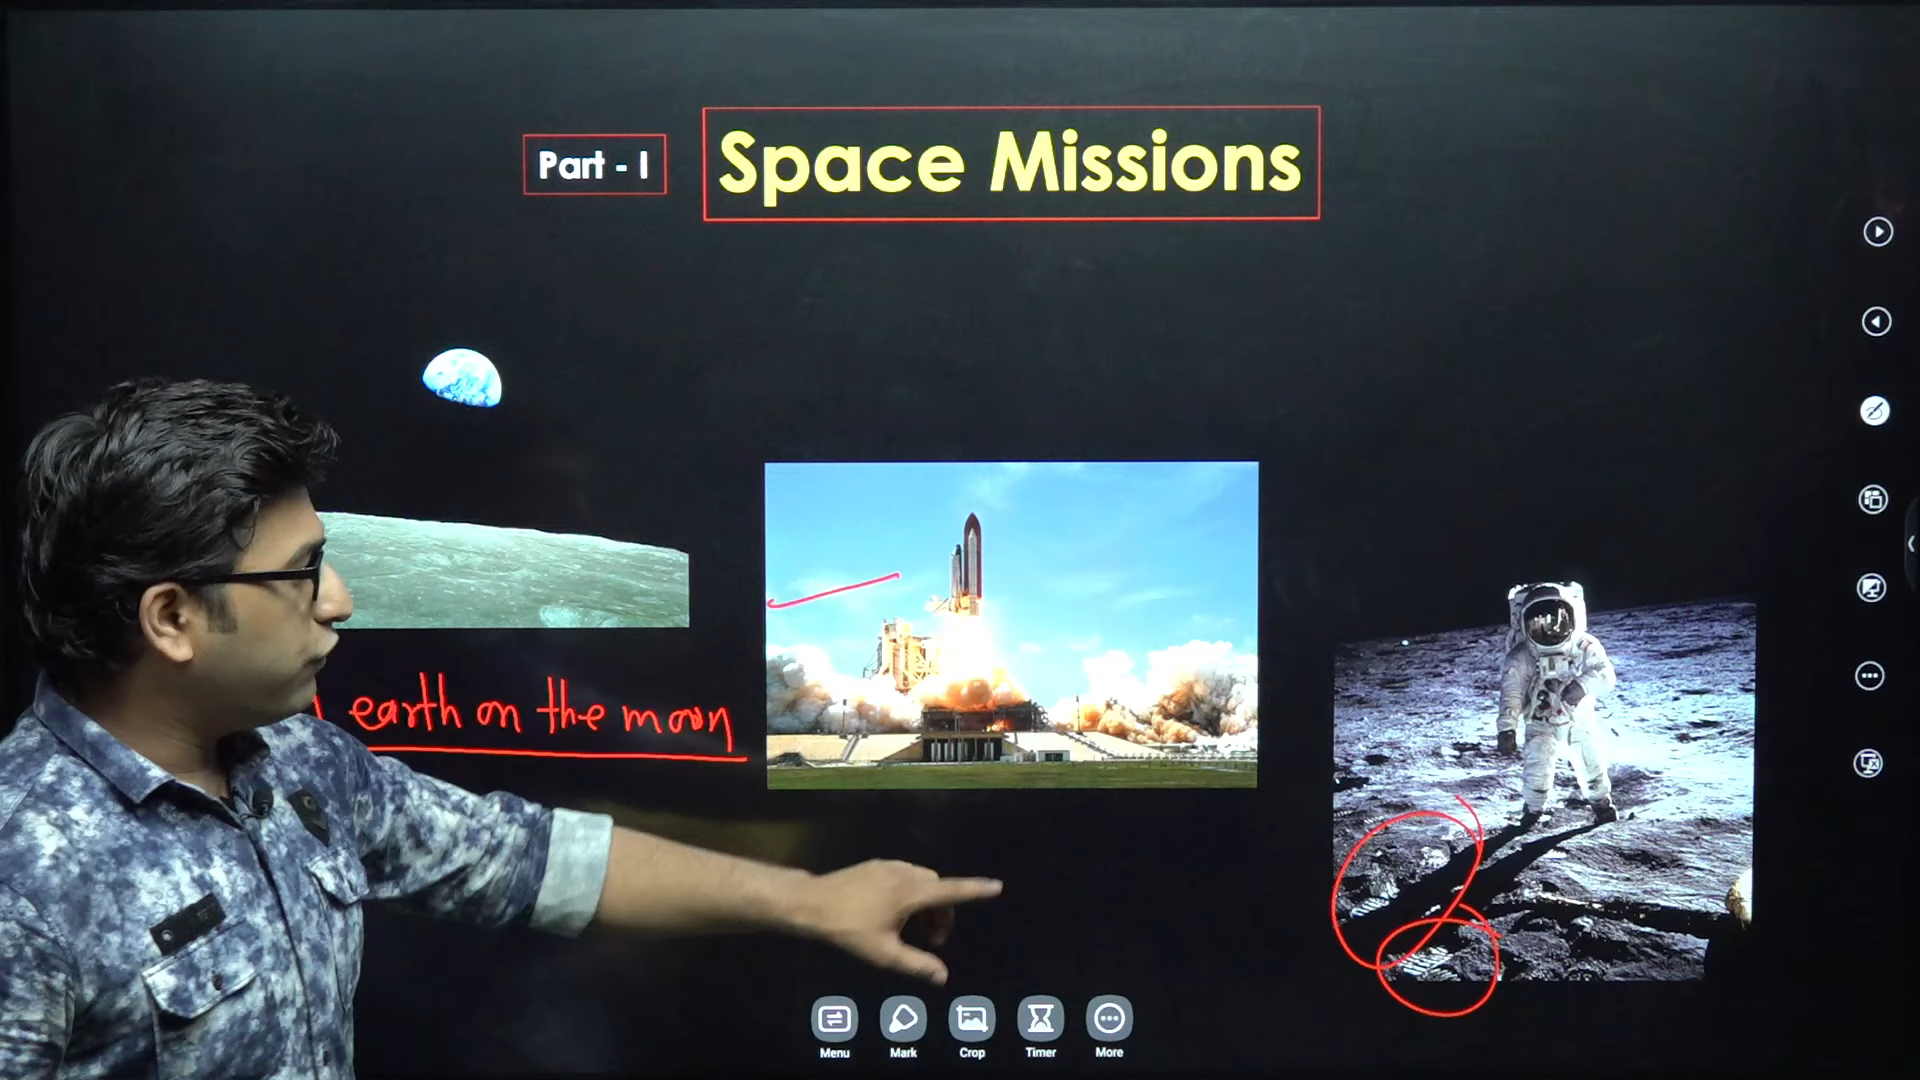 Part - I
Space Missions
earth on the moon
Menu
Mark
Crop
Timer
More